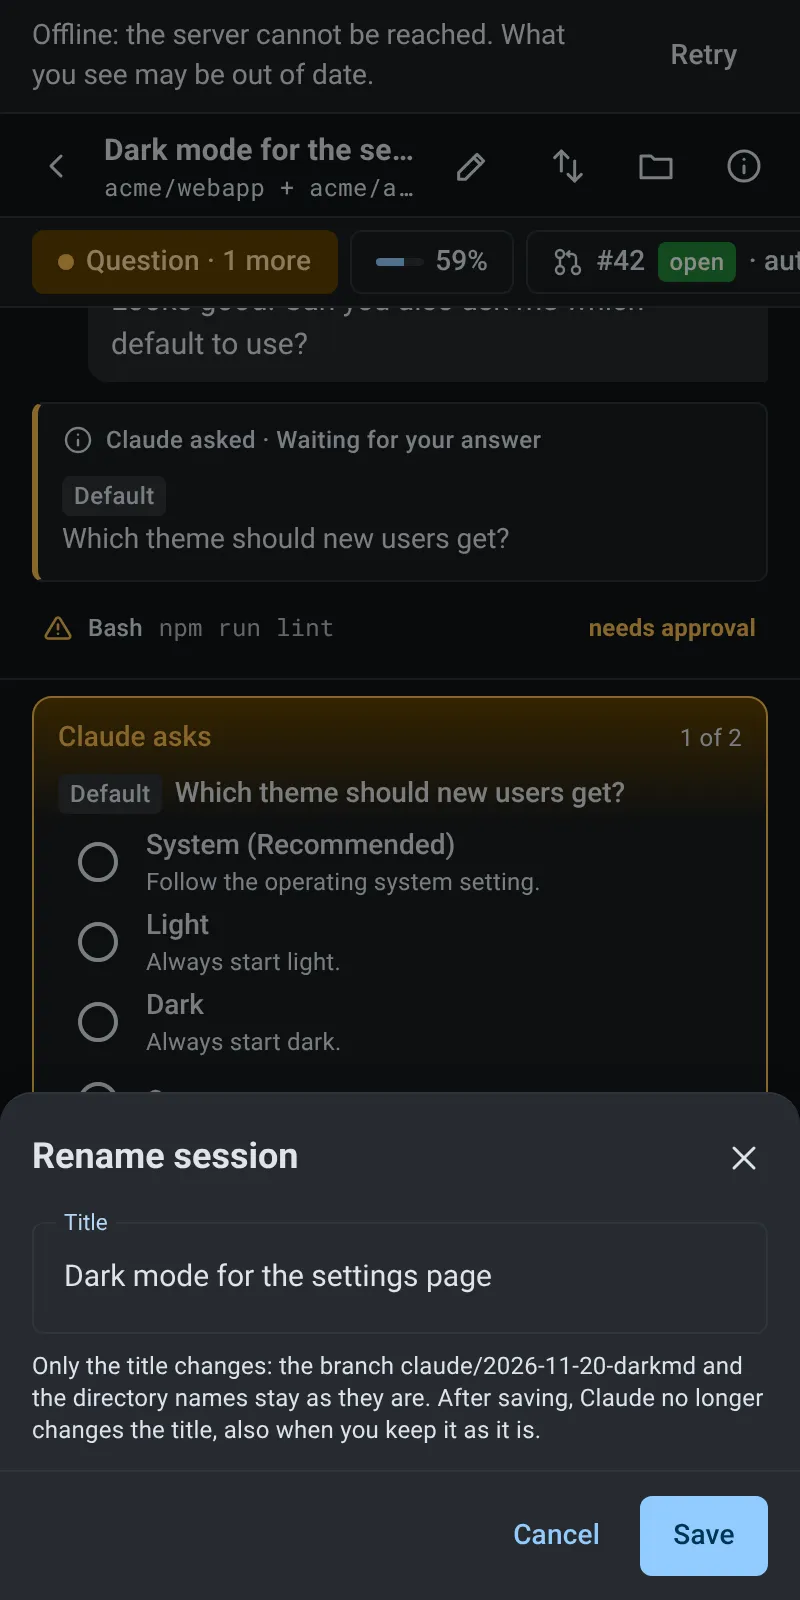 Offline: the server cannot be reached. What
you see may be out of date.
Retry
Dark mode for the se…
acme/webapp + acme/a…
Question · 1 more
59%
#42 open · aut
default to use?
Claude asked · Waiting for your answer
Default
Which theme should new users get?
Bash npm run lint
needs approval
Claude asks
1 of 2
Default Which theme should new users get?
System (Recommended)
Follow the operating system setting.
Light
Always start light.
Dark
Always start dark.
Rename session
Title
Dark mode for the settings page
Only the title changes: the branch claude/2026-11-20-darkmd and
the directory names stay as they are. After saving, Claude no longer
changes the title, also when you keep it as it is.
Cancel
Save